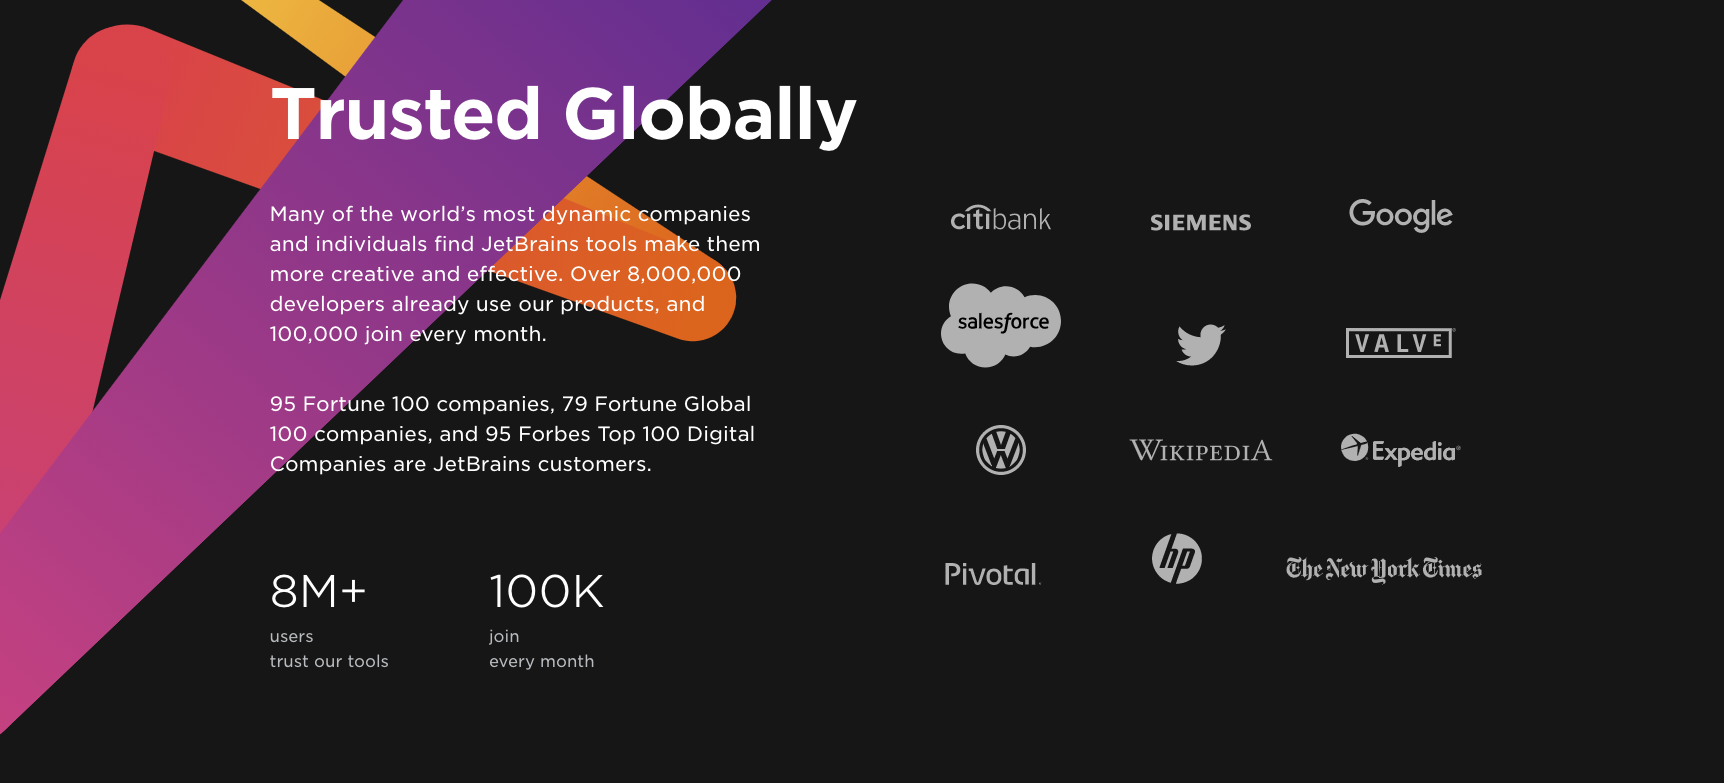 Trusted Globally
Many of the world's most dynamic companies
and individuals find JetBrains tools make them
more creative and effective. Over 8,000,000
developers already use our products, and
100,000 join every month.
95 Fortune 100 companies, 79 Fortune Global
100 companies, and 95 Forbes Top 100 Digital
Companies are JetBrains customers.
8M+
users
trust our tools
100K
join
every month
citibank
SIEMENS
Google
salesforce
VALVE
WIKIPEDIA
Expedia
Pivotal
hp
The New York Times